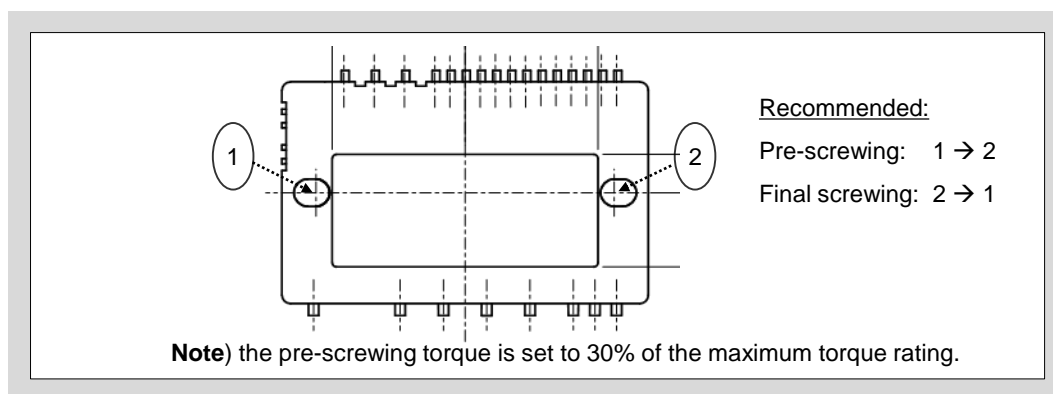 1
2
Recommended:
Pre-screwing: 1 → 2
Final screwing: 2 → 1
Note) the pre-screwing torque is set to 30% of the maximum torque rating.